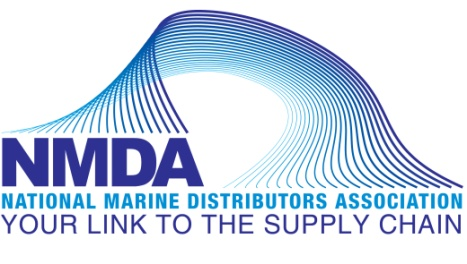 NMDA
NATIONAL MARINE DISTRIBUTORS ASSOCIATION
YOUR LINK TO THE SUPPLY CHAIN